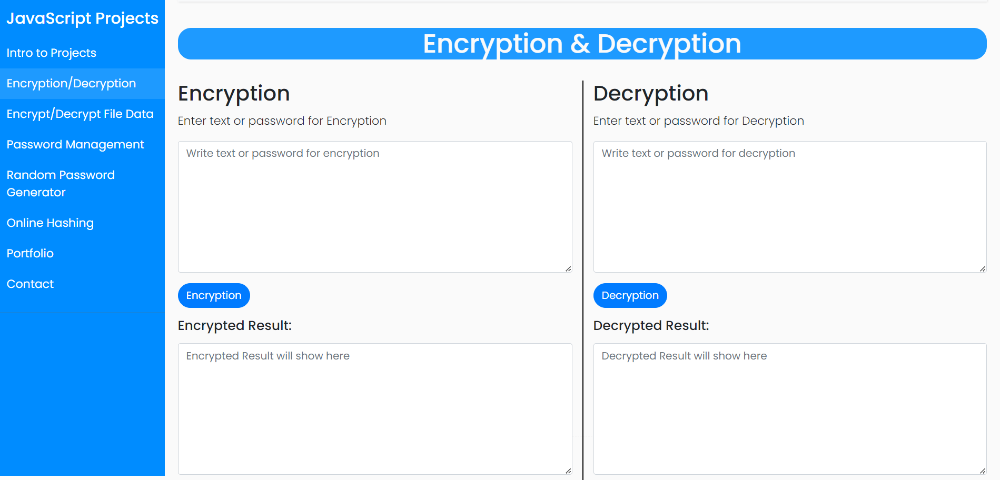 JavaScript Projects
Intro to Projects
Encryption/Decryption
Encrypt/Decrypt File Data
Password Management
Random Password
Generator
Online Hashing
Portfolio
Contact
Encryption & Decryption
Encryption
Enter text or password for Encryption
Write text or password for encryption
Encryption
Encrypted Result:
Encrypted Result will show here
Decryption
Enter text or password for Decryption
Write text or password for decryption
Decryption
Decrypted Result:
Decrypted Result will show here